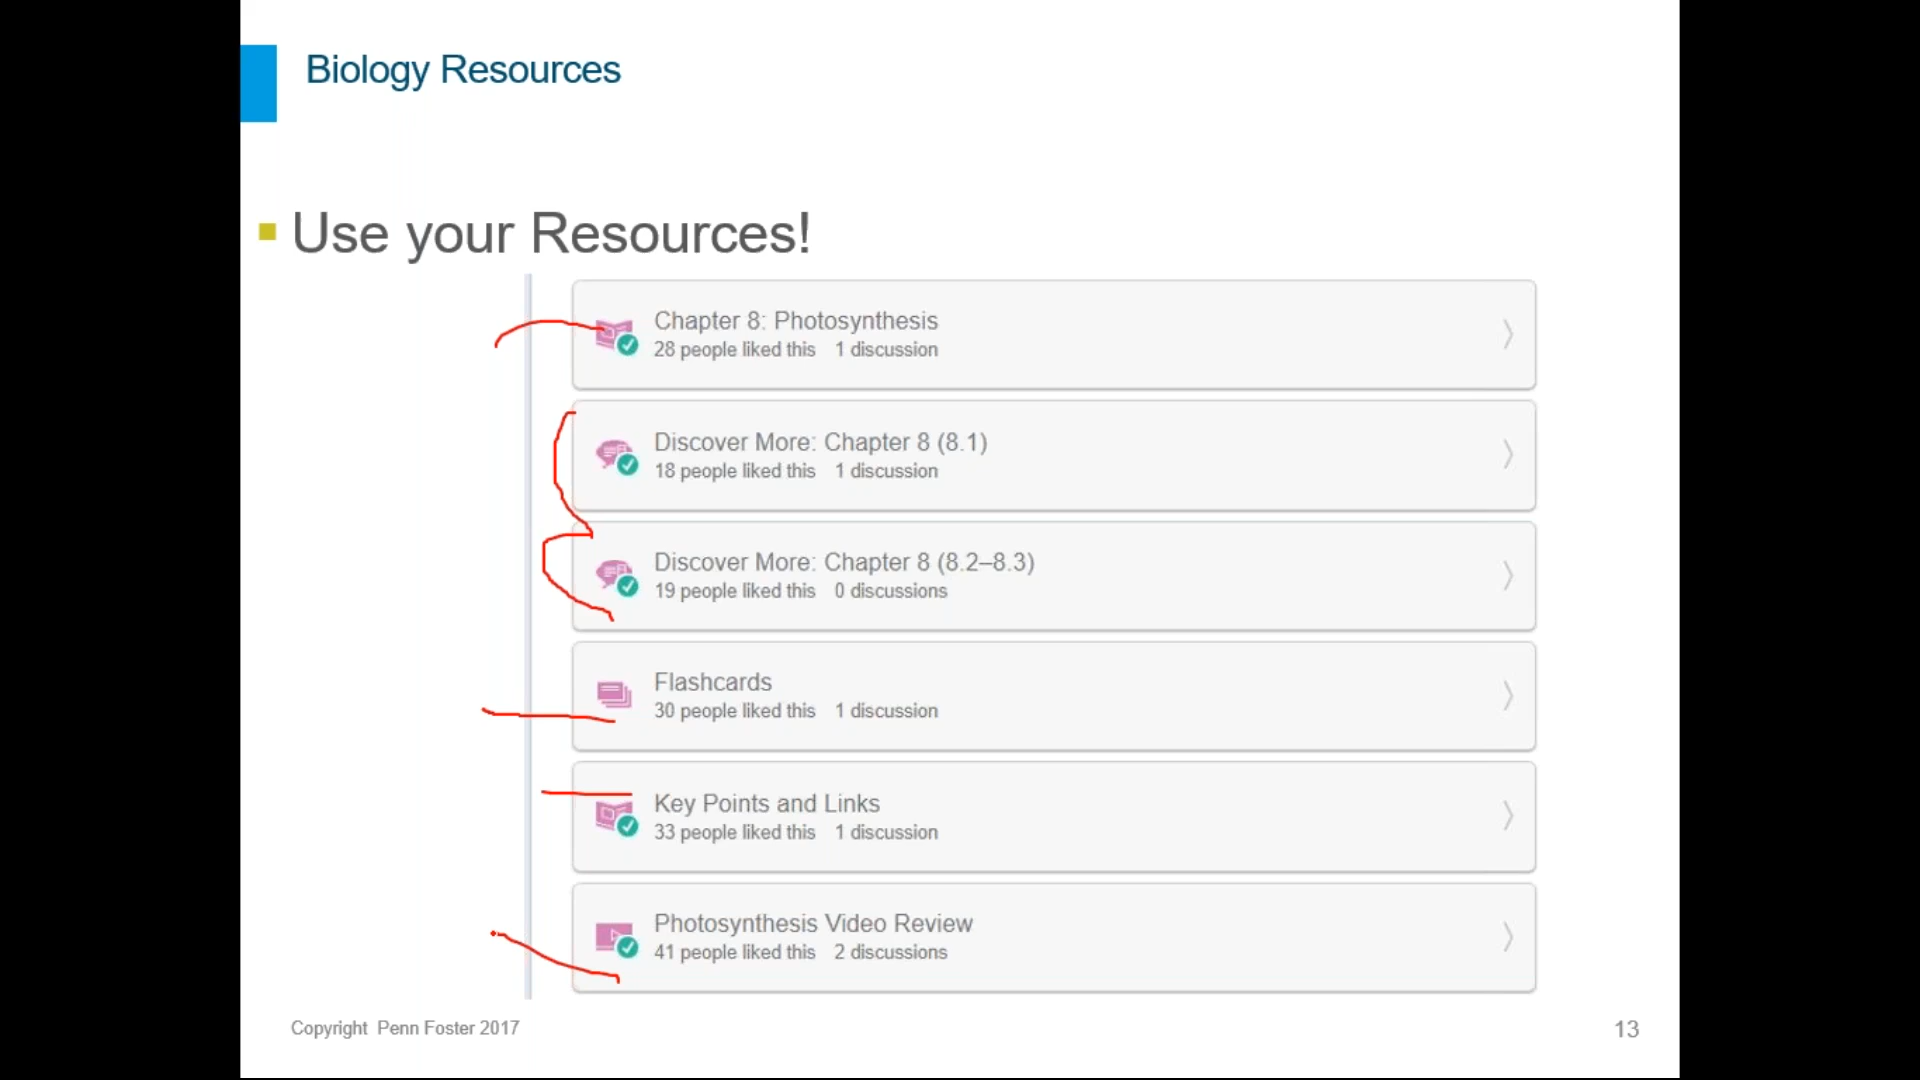 Biology Resources
Use your Resources!
Chapter 8: Photosynthesis
28 people liked this 1 discussion
Discover More: Chapter 8 (8.1)
18 people liked this 1 discussion
Discover More: Chapter 8 (8.2–8.3)
19 people liked this 0 discussions
Flashcards
30 people liked this 1 discussion
Key Points and Links
33 people liked this 1 discussion
Photosynthesis Video Review
41 people liked this 2 discussions
Copyright Penn Foster 2017
13